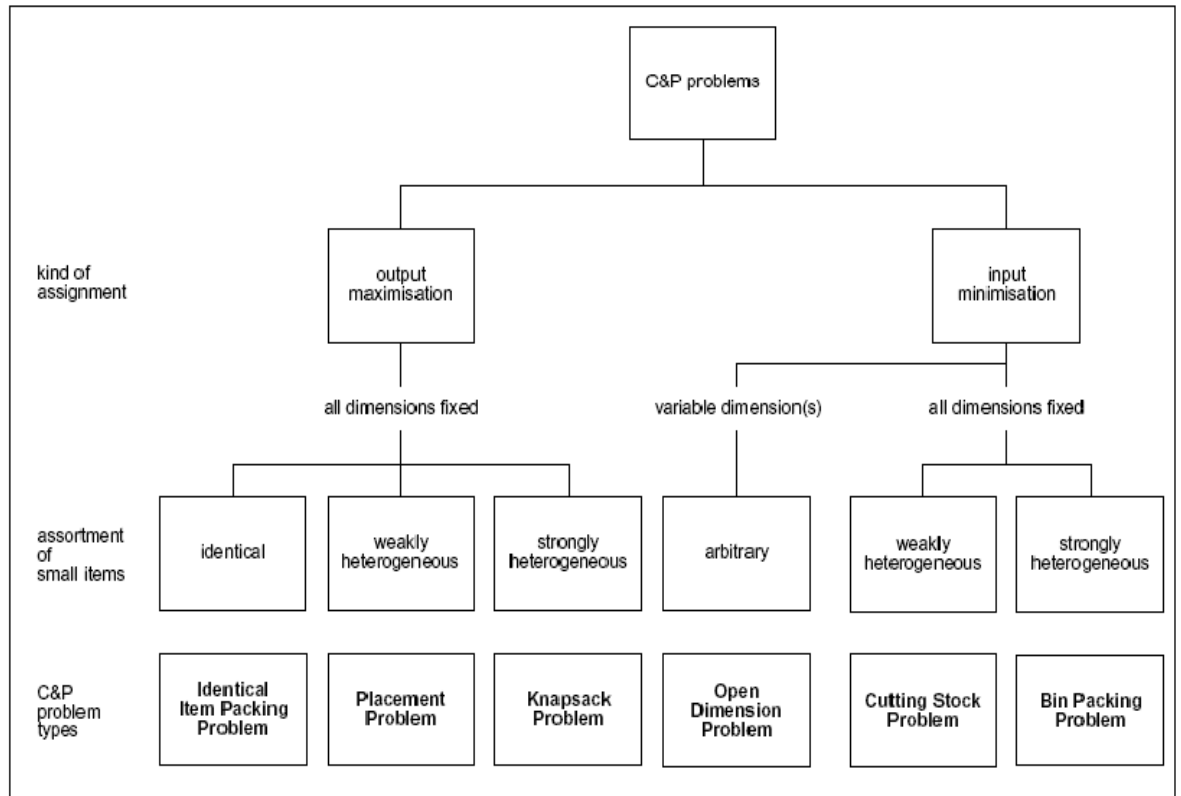 C&P problems
kind of
assignment
output
maximisation
input
minimisation
all dimensions fixed
variable dimension(s)
all dimensions fixed
assortment
of
small items
identical
weakly
heterogeneous
strongly
heterogeneous
arbitrary
weakly
heterogeneous
strongly
heterogeneous
C&P
problem
types
Identical
Item Packing
Problem
Placement
Problem
Knapsack
Problem
Open
Dimension
Problem
Cutting Stock
Problem
Bin Packing
Problem